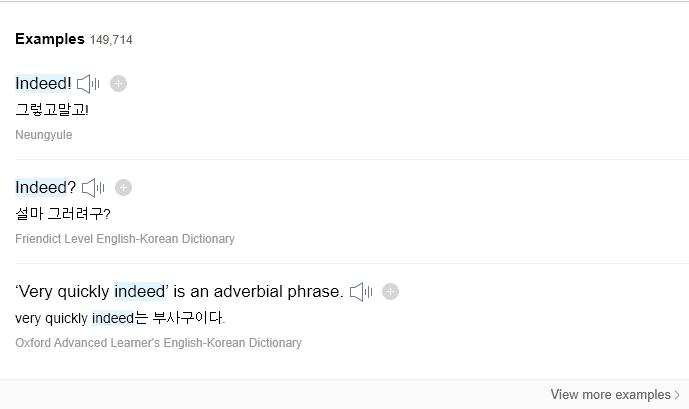 Examples 149,714
Indeed!
그렇고말고!
Neungyule
Indeed?
설마 그러려구?
Friendict Level English-Korean Dictionary
‘Very quickly indeed’ is an adverbial phrase.
very quickly indeed는 부사구이다.
Oxford Advanced Learner's English-Korean Dictionary
View more examples